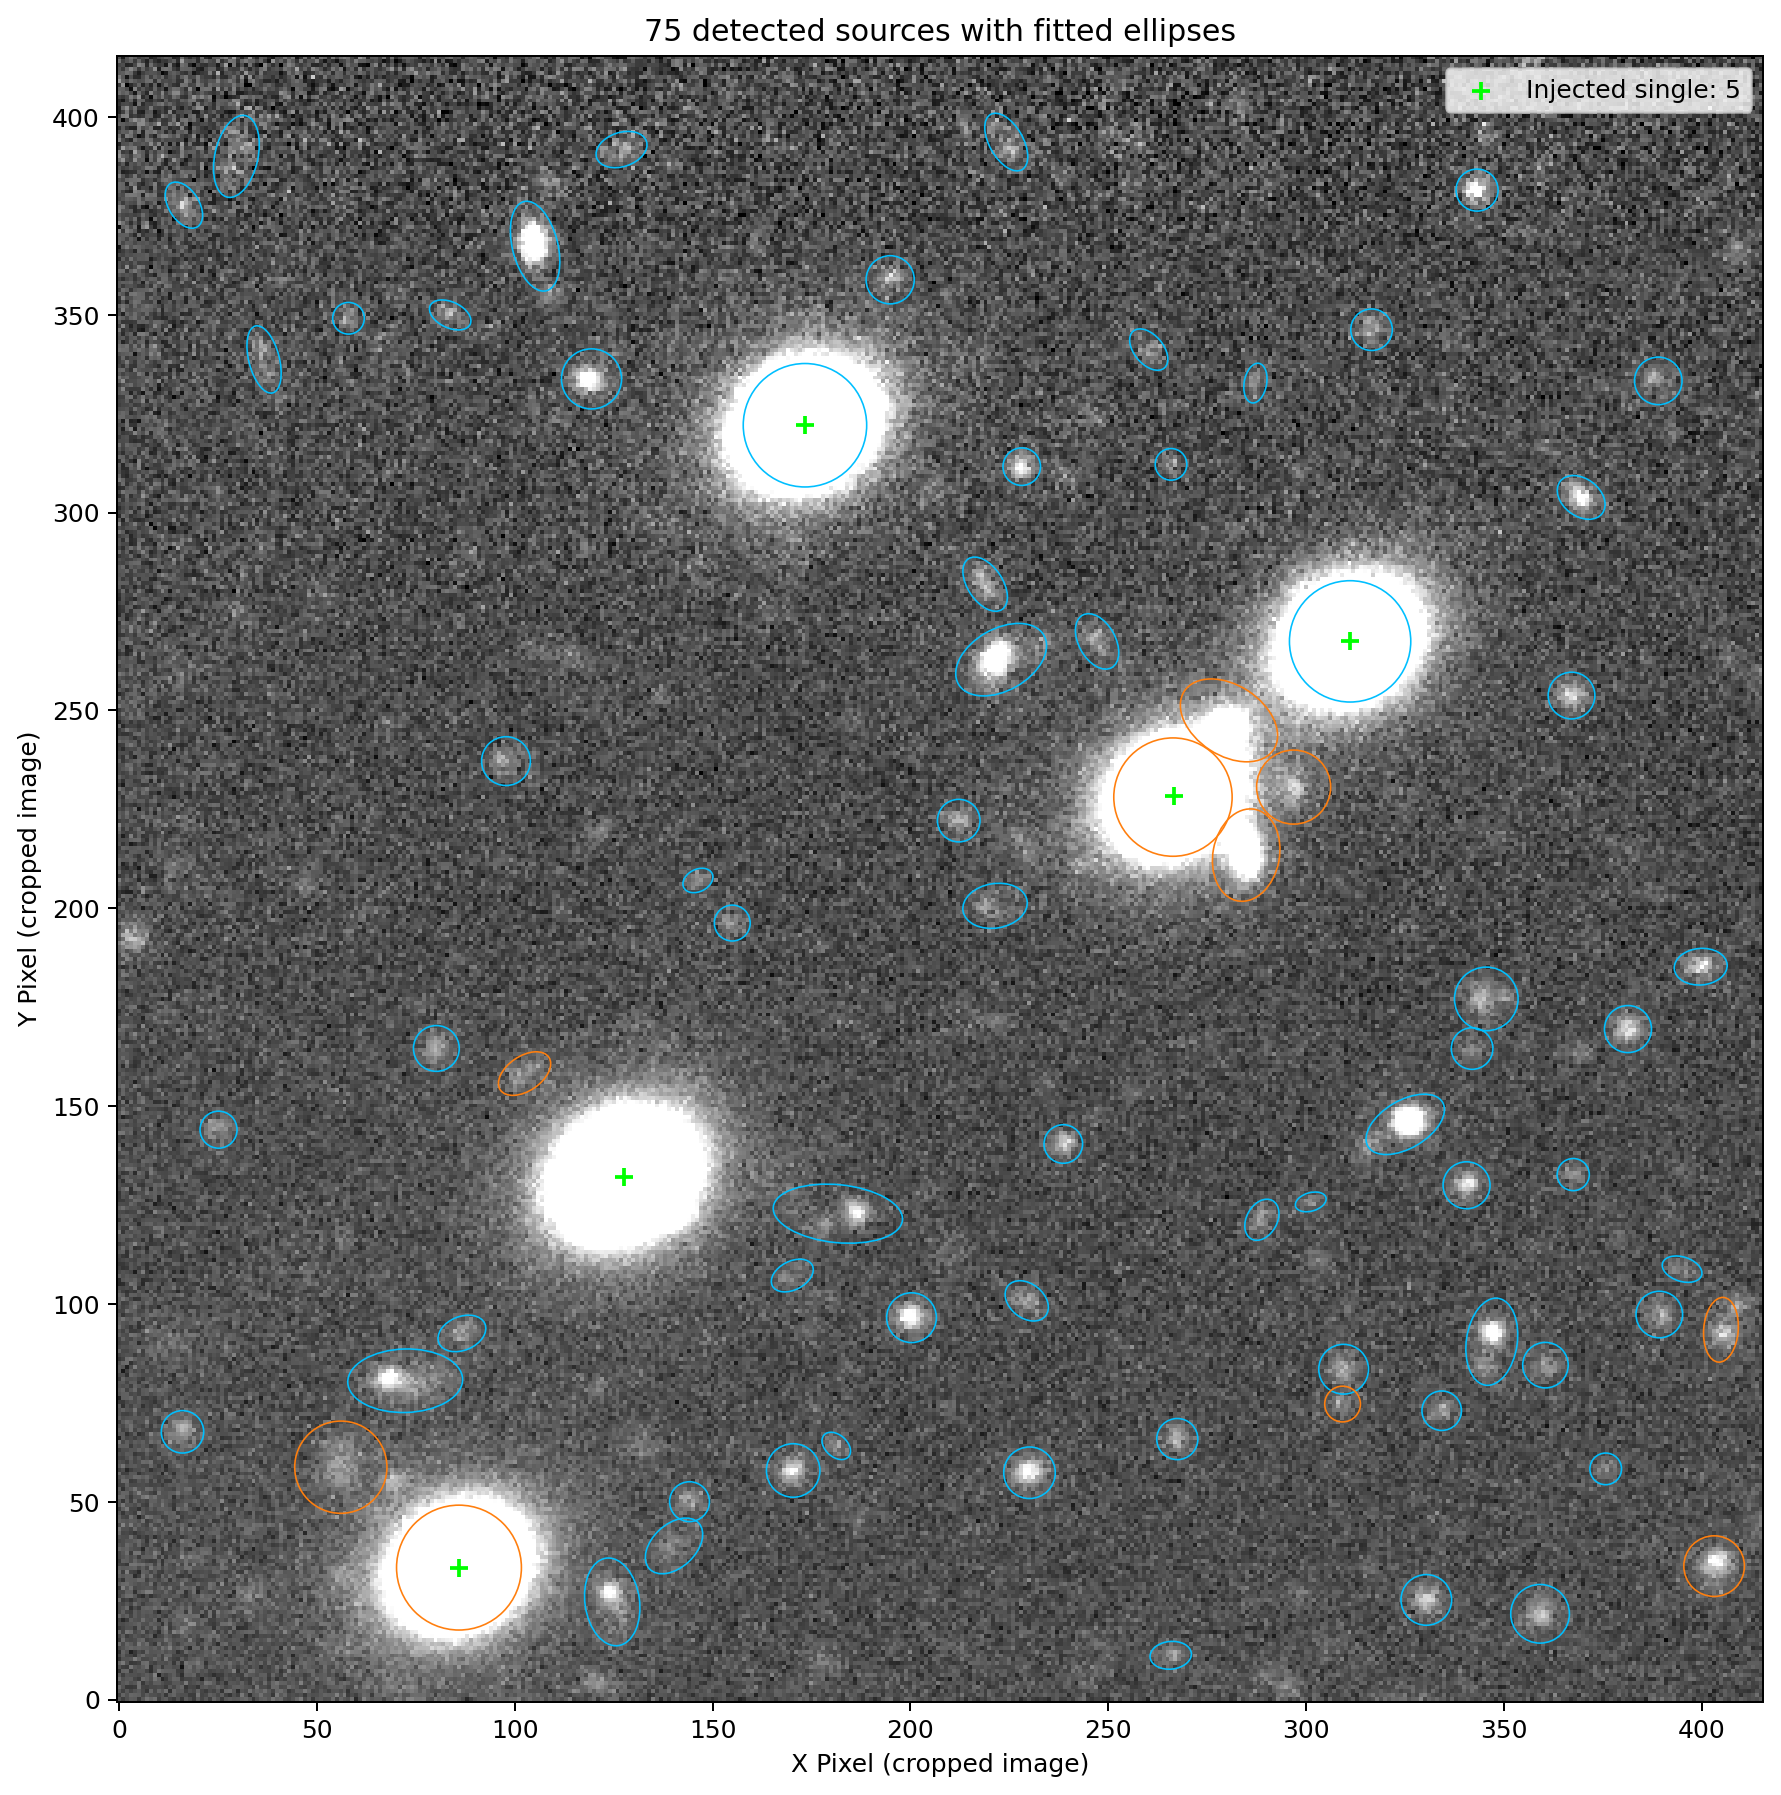 75 detected sources with fitted ellipses
Injected single: 5
Y Pixel (cropped image)
400
350
300
250
200
150
100
50
0
0 50 100 150 200 250 300 350 400
X Pixel (cropped image)